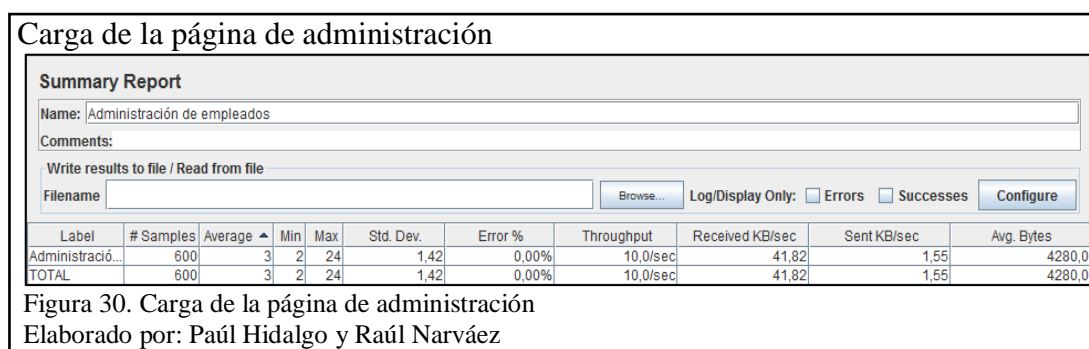 Carga de la página de administración
Summary Report
Name: Administración de empleados
Comments:
Write results to file / Read from file
Filename Browse... Log/Display Only: Errors Successes Configure
Label # Samples Average Min Max Std. Dev. Error % Throughput Received KB/sec Sent KB/sec Avg. Bytes
Administració... 600 3 2 24 1,42 0,00% 10,0/sec 41,82 1,55 4280,0
TOTAL 600 3 2 24 1,42 0,00% 10,0/sec 41,82 1,55 4280,0
Figura 30. Carga de la página de administración
Elaborado por: Paúl Hidalgo y Raúl Narváez